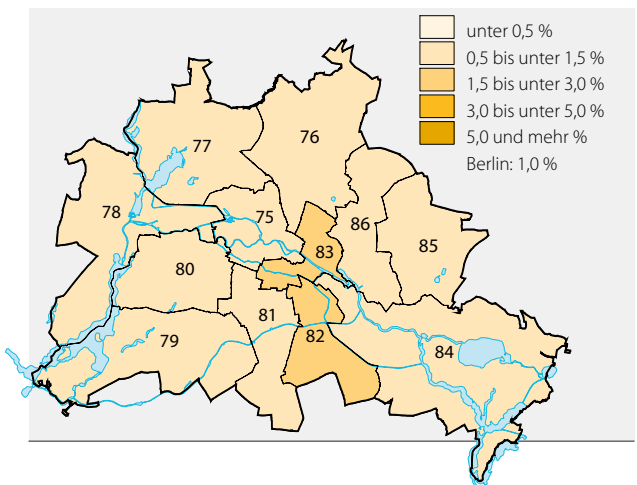 unter 0,5 %
0,5 bis unter 1,5 %
1,5 bis unter 3,0 %
3,0 bis unter 5,0 %
5,0 und mehr %
Berlin: 1,0 %
76
77
78
75
86
85
83
80
81
79
82
84